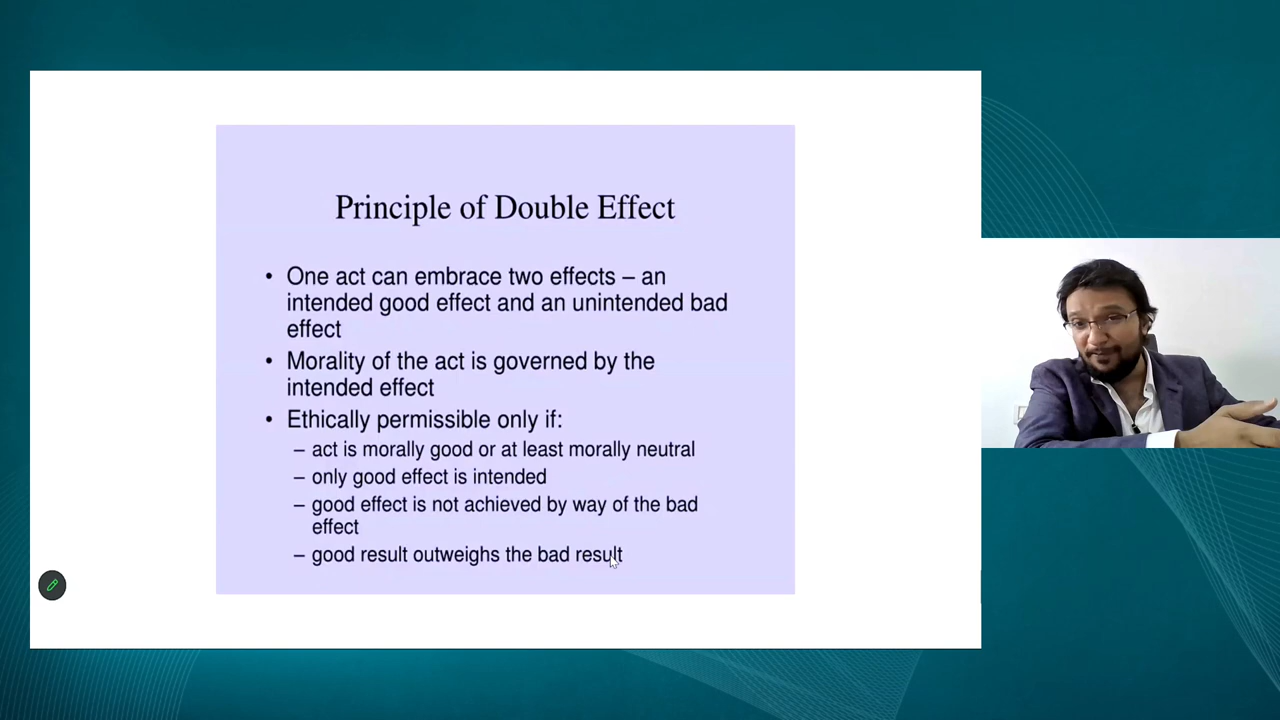 Principle of Double Effect
• One act can embrace two effects – an
intended good effect and an unintended bad
effect
• Morality of the act is governed by the
intended effect
• Ethically permissible only if:
– act is morally good or at least morally neutral
– only good effect is intended
– good effect is not achieved by way of the bad
effect
– good result outweighs the bad result